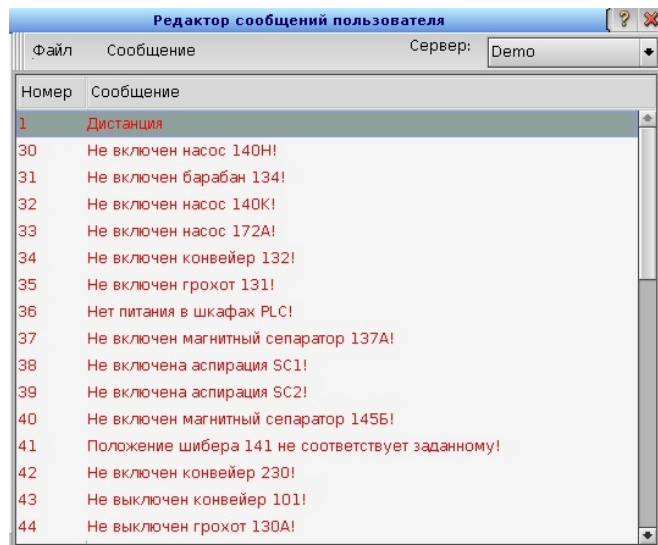 Редактор сообщений пользователя
Файл Сообщение Сервер: Demo
Номер Сообщение
1 Дистанция
30 Не включен насос 140Н!
31 Не включен барабан 134!
32 Не включен насос 140К!
33 Не включен насос 172А!
34 Не включен конвейер 132!
35 Не включен грохот 131!
36 Нет питания в шкафах PLC!
37 Не включен магнитный сепаратор 137А!
38 Не включена аспирация SC1!
39 Не включена аспирация SC2!
40 Не включен магнитный сепаратор 145Б!
41 Положение шибера 141 не соответствует заданному!
42 Не включен конвейер 230!
43 Не выключен конвейер 101!
44 Не выключен грохот 130А!